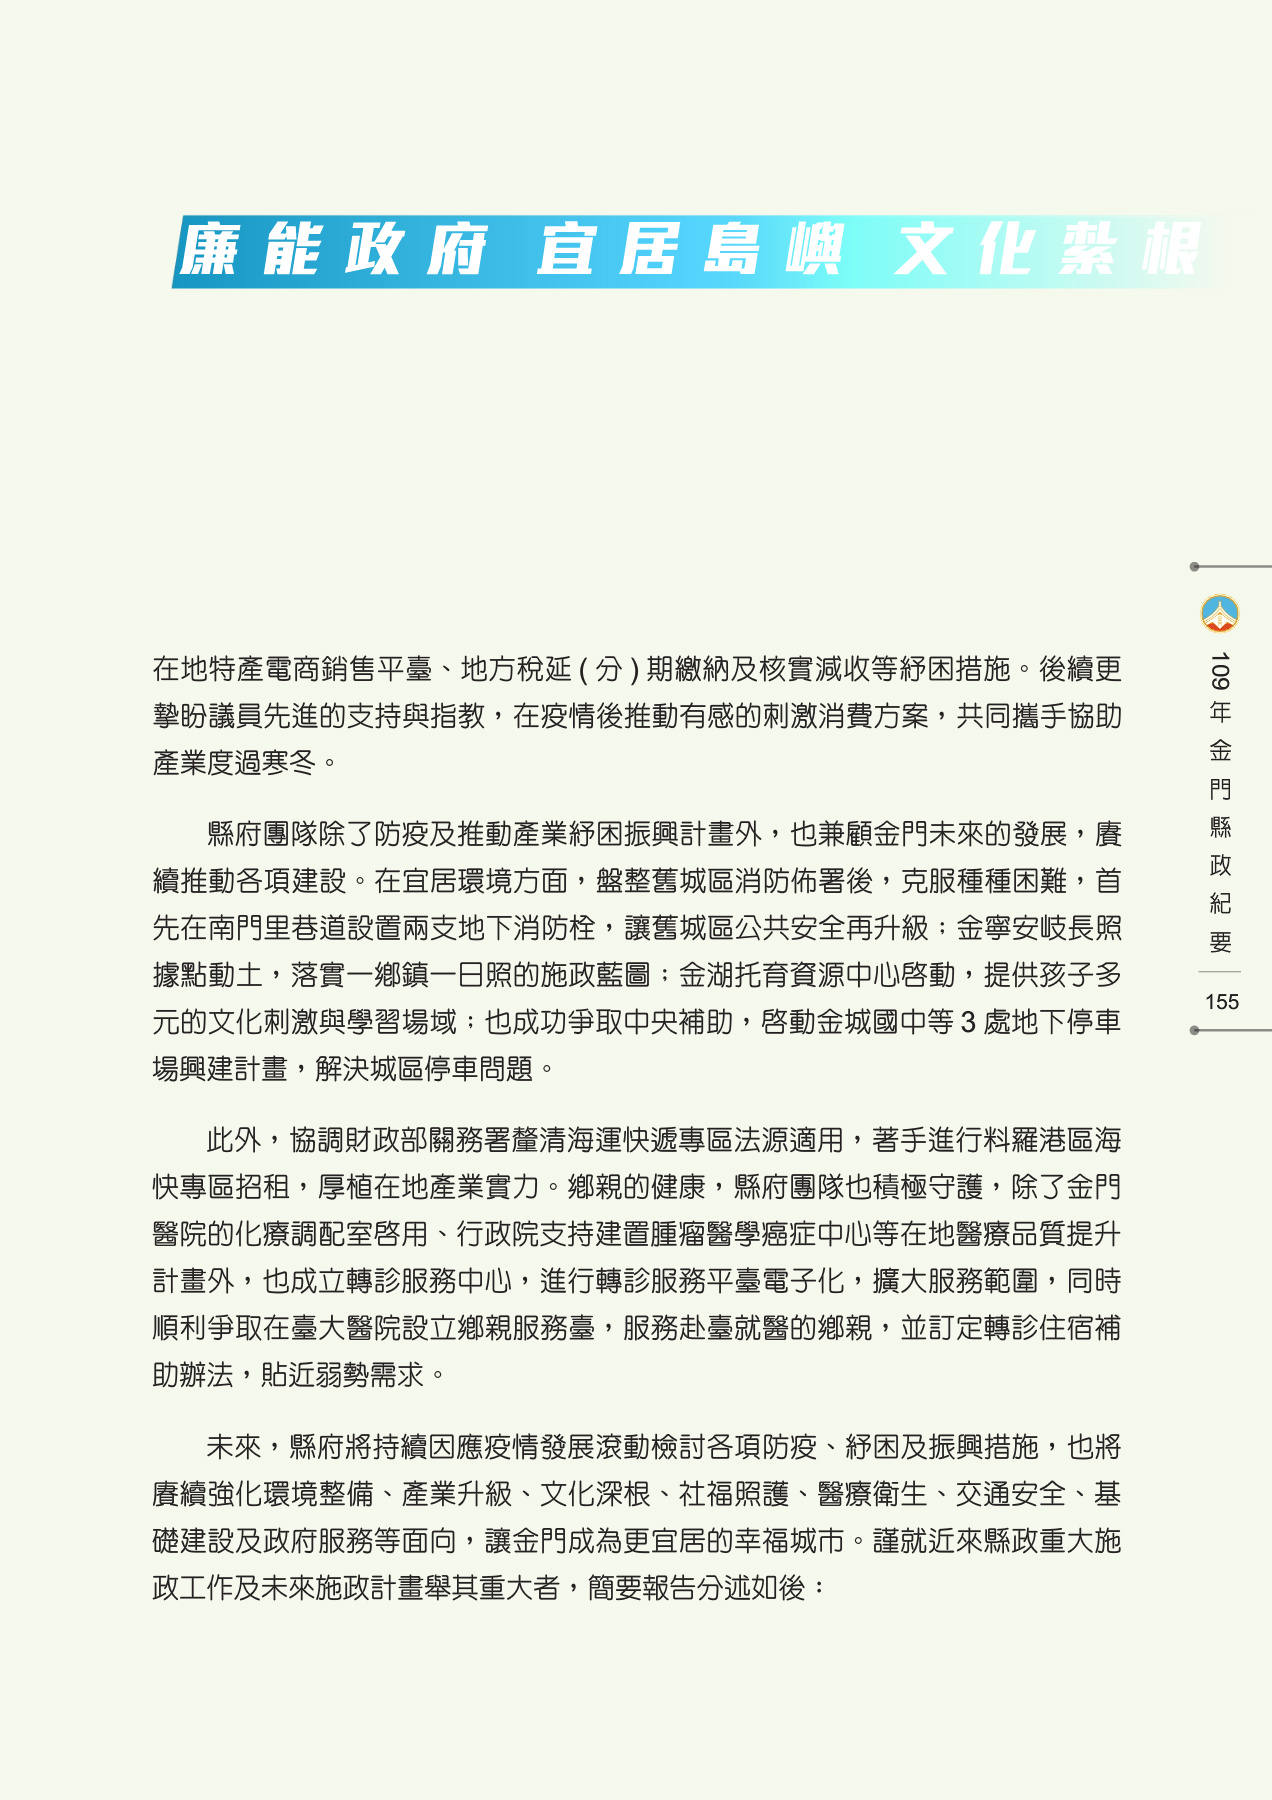 廉能政府 宜居島嶼 文化紮根
在地特產電商銷售平臺、地方稅延(分)期繳納及核實減收等紓困措施。後續更
摯盼議員先進的支持與指教，在疫情後推動有感的刺激消費方案，共同攜手協助
產業度過寒冬。
縣府團隊除了防疫及推動產業紓困振興計畫外，也兼顧金門未來的發展，賡
續推動各項建設。在宜居環境方面，盤整舊城區消防佈署後，克服種種困難，首
先在南門里巷道設置兩支地下消防栓，讓舊城區公共安全再升級；金寧安岐長照
據點動土，落實一鄉鎮一日照的施政藍圖；金湖托育資源中心啓動，提供孩子多
元的文化刺激與學習場域；也成功爭取中央補助，啓動金城國中等 3 處地下停車
場興建計畫，解決城區停車問題。
此外，協調財政部關務署釐清海運快遞專區法源適用，著手進行料羅港區海
快專區招租，厚植在地產業實力。鄉親的健康，縣府團隊也積極守護，除了金門
醫院的化療調配室啓用、行政院支持建置腫瘤醫學癌症中心等在地醫療品質提升
計畫外，也成立轉診服務中心，進行轉診服務平臺電子化，擴大服務範圍，同時
順利爭取在臺大醫院設立鄉親服務臺，服務赴臺就醫的鄉親，並訂定轉診住宿補
助辦法，貼近弱勢需求。
未來，縣府將持續因應疫情發展滾動檢討各項防疫、紓困及振興措施，也將
賡續強化環境整備、產業升級、文化深根、社福照護、醫療衛生、交通安全、基
礎建設及政府服務等面向，讓金門成為更宜居的幸福城市。謹就近來縣政重大施
政工作及未來施政計畫舉其重大者，簡要報告分述如後：
109年金門縣政紀要
155